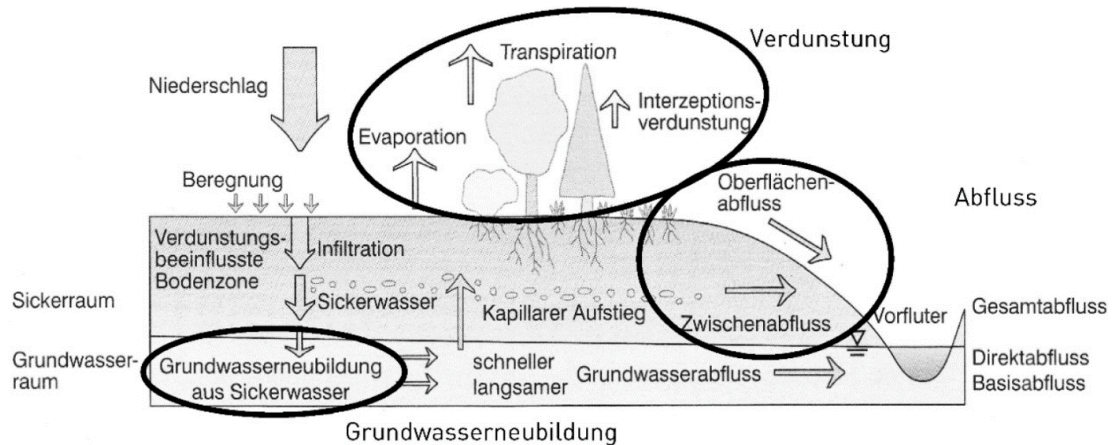 Verdunstung
Transpiration
Niederschlag
Interzeptions-
verdunstung
Evaporation
Beregnung
Oberflächen-
abfluss
Abfluss
Verdunstungs-
beeinflusste
Bodenzone
Infiltration
Sickerraum
Sickerwasser
Kapillarer Aufstieg
Zwischenabfluss
Vorfluter
Gesamtabfluss
Grundwasser-
raum
Grundwasserneubildung
aus Sickerwasser
schneller
langsamer
Grundwasserabfluss
Direktabfluss
Basisabfluss
Grundwasserneubildung